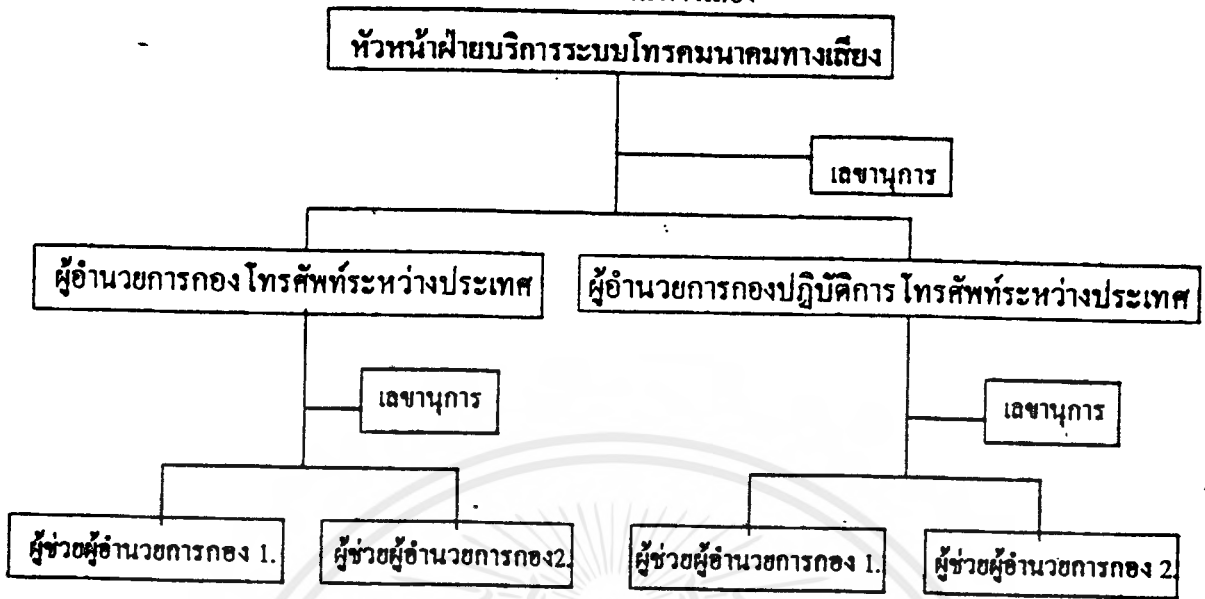 หัวหน้าฝ่ายบริการระบบโทรคมนาคมทางเสียง
เลขานุการ
ผู้อำนวยการกองโทรศัพท์ระหว่างประเทศ
ผู้อำนวยการกองปฏิบัติการโทรศัพท์ระหว่างประเทศ
เลขานุการ
เลขานุการ
ผู้ช่วยผู้อำนวยการกอง 1.
ผู้ช่วยผู้อำนวยการกอง2.
ผู้ช่วยผู้อำนวยการกอง 1.
ผู้ช่วยผู้อำนวยการกอง 2.